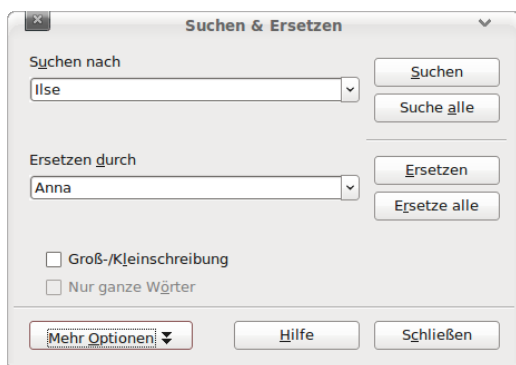 Suchen & Ersetzen
Suchen nach
Ilse
Suchen
Suche alle
Ersetzen durch
Anna
Ersetzen
Ersetze alle
Groß-/Kleinschreibung
Nur ganze Wörter
Mehr Optionen
Hilfe
Schließen